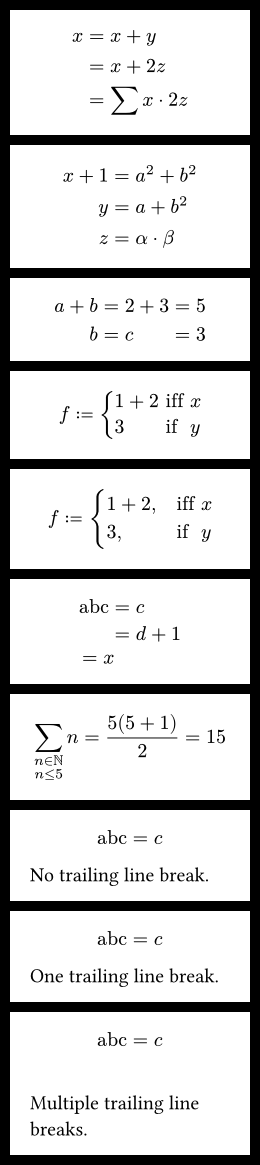 x = x + y
= x + 2z
= ∑ x · 2z
x + 1 = a² + b²
y = a + b²
z = α · β
a + b = 2 + 3 = 5
b = c = 3
f ≔ { 1 + 2 iff x
3 if y
f ≔ { 1 + 2, iff x
3, if y
abc = c
= d + 1
= x
∑ n = 5(5 + 1) / 2 = 15
n∈ℕ
n≤5
abc = c
No trailing line break.
abc = c
One trailing line break.
abc = c
Multiple trailing line
breaks.